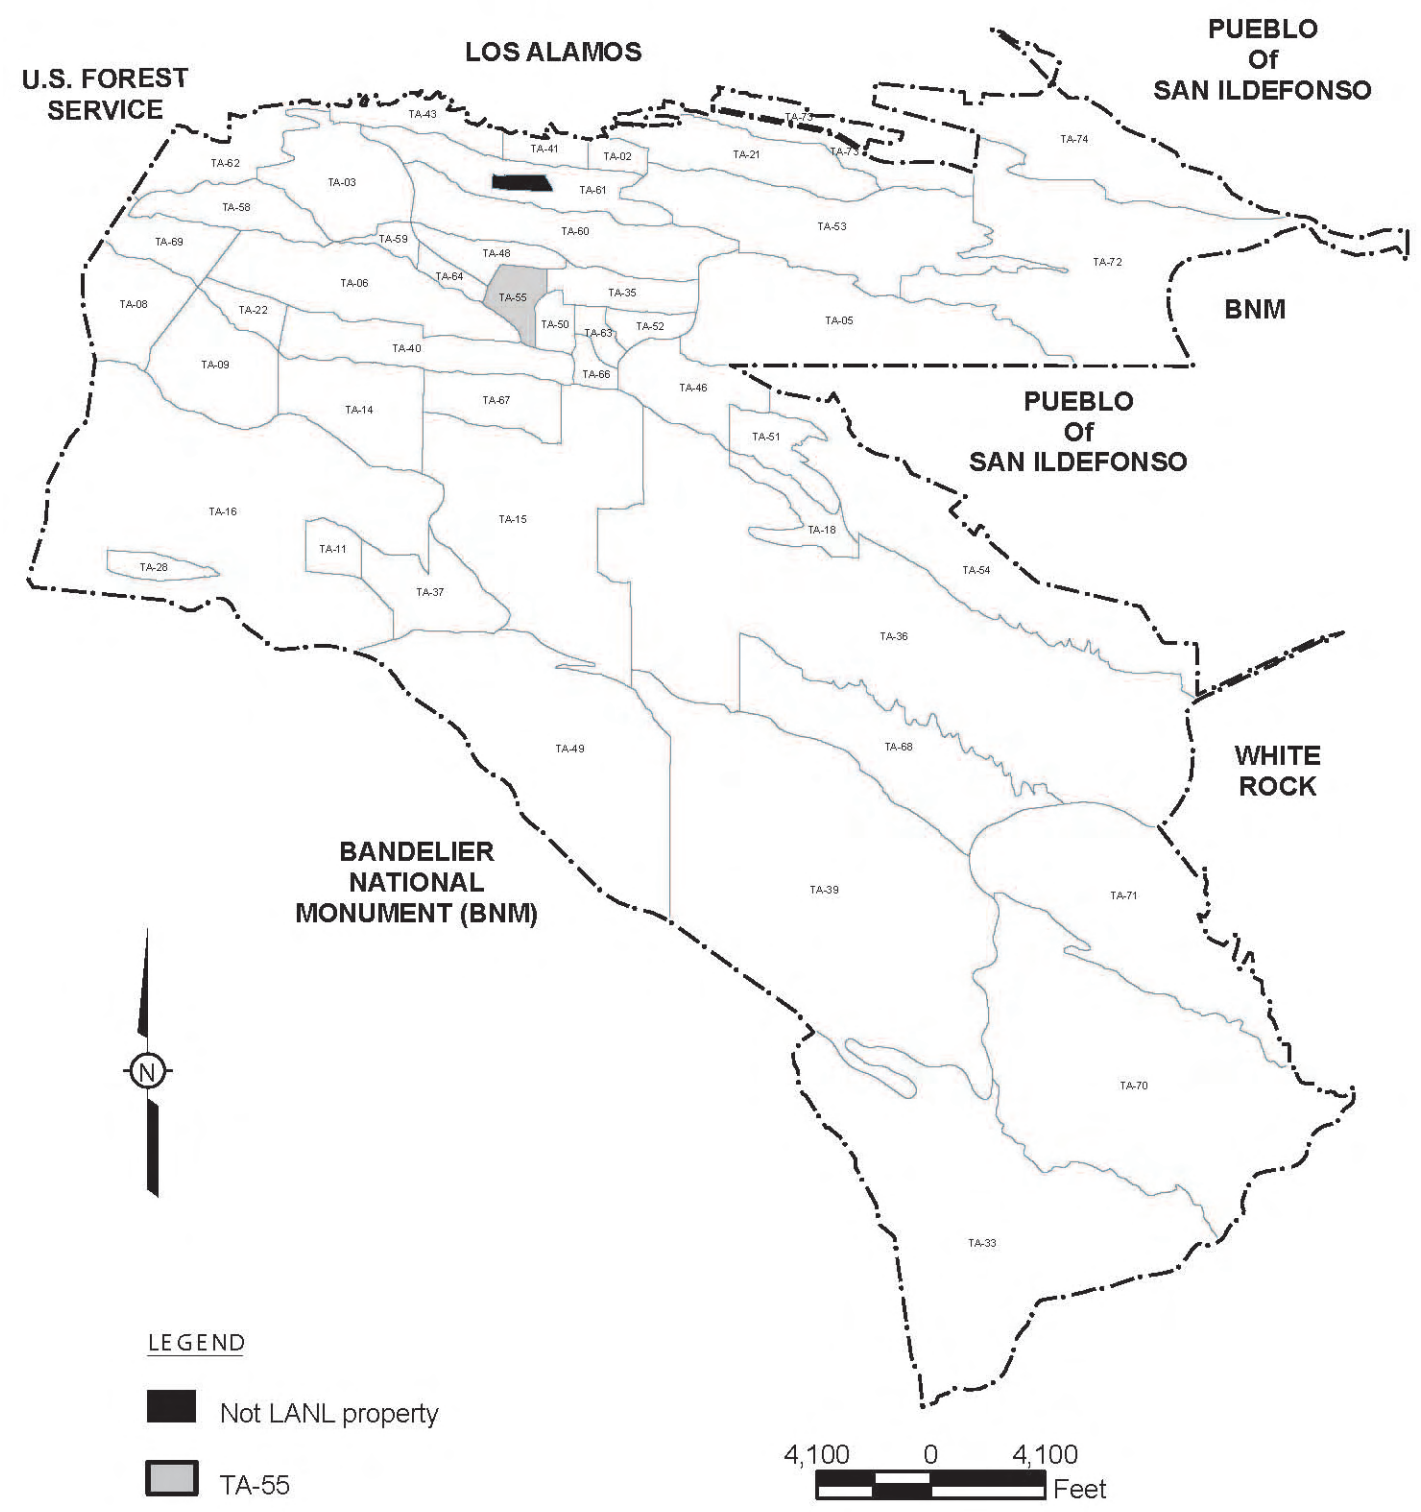 PUEBLO
Of
SAN ILDEFONSO
LOS ALAMOS
U.S. FOREST
SERVICE
TA-43
TA-73
TA-74
TA-41
TA-02
TA-21
TA-73
TA-62
TA-03
TA-61
TA-58
TA-53
TA-60
TA-59
TA-69
TA-48
TA-72
TA-64
TA-06
TA-35
TA-55
TA-08
TA-22
TA-50
TA-52
TA-63
TA-05
BNM
TA-40
TA-09
TA-66
TA-46
TA-67
TA-14
TA-51
PUEBLO
Of
SAN ILDEFONSO
TA-16
TA-15
TA-18
TA-11
TA-28
TA-54
TA-37
TA-36
TA-49
TA-68
WHITE
ROCK
BANDELIER
NATIONAL
MONUMENT (BNM)
TA-39
TA-71
N
TA-70
TA-33
LEGEND
Not LANL property
TA-55
4,100 0 4,100
Feet